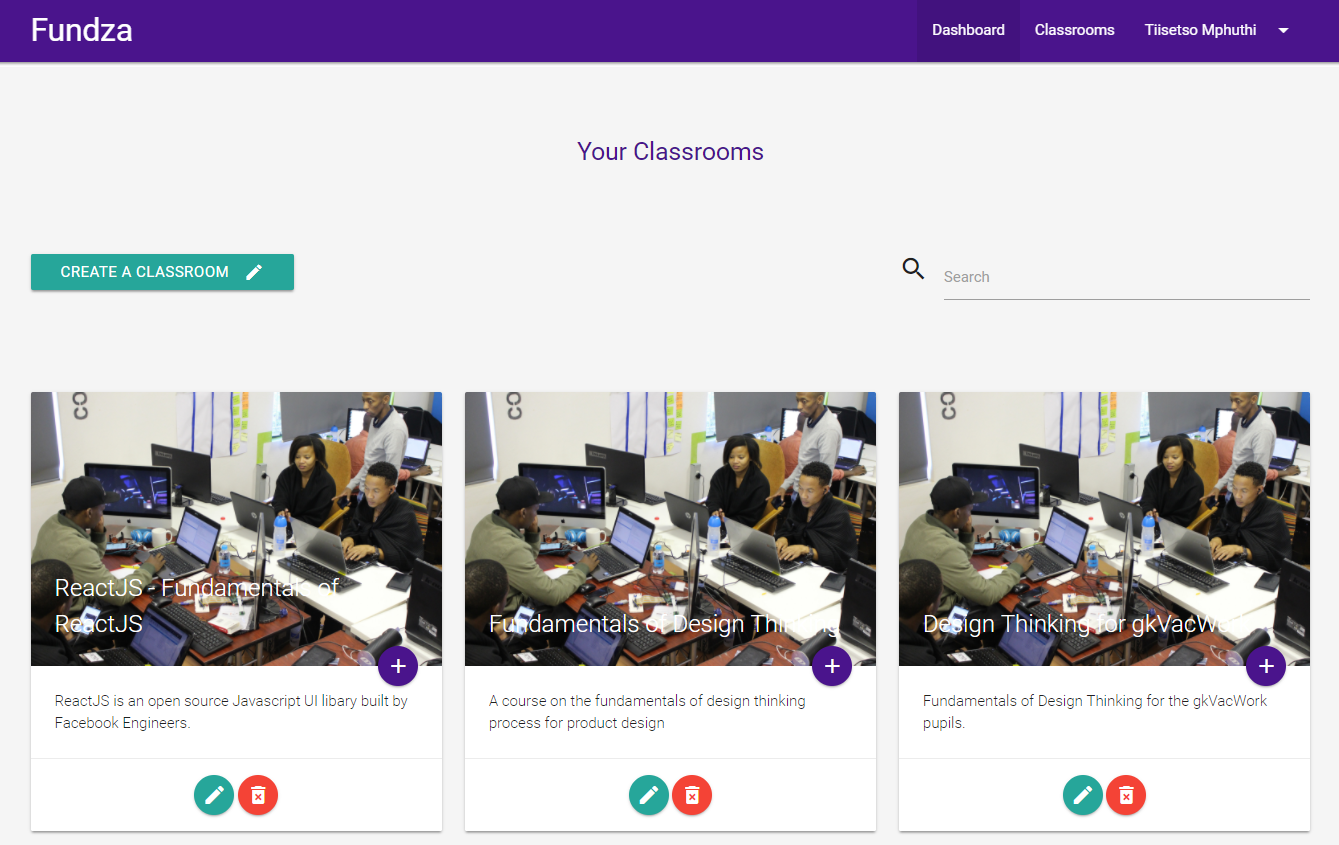 Fundza
Dashboard
Classrooms
Tiisetso Mphuthi
Your Classrooms
CREATE A CLASSROOM
Search
ReactJS - Fundamentals of
ReactJS
Fundamentals of Design Thinking
Design Thinking for gkVacWork
ReactJS is an open source Javascript UI libary built by
Facebook Engineers.
A course on the fundamentals of design thinking
process for product design
Fundamentals of Design Thinking for the gkVacWork
pupils.